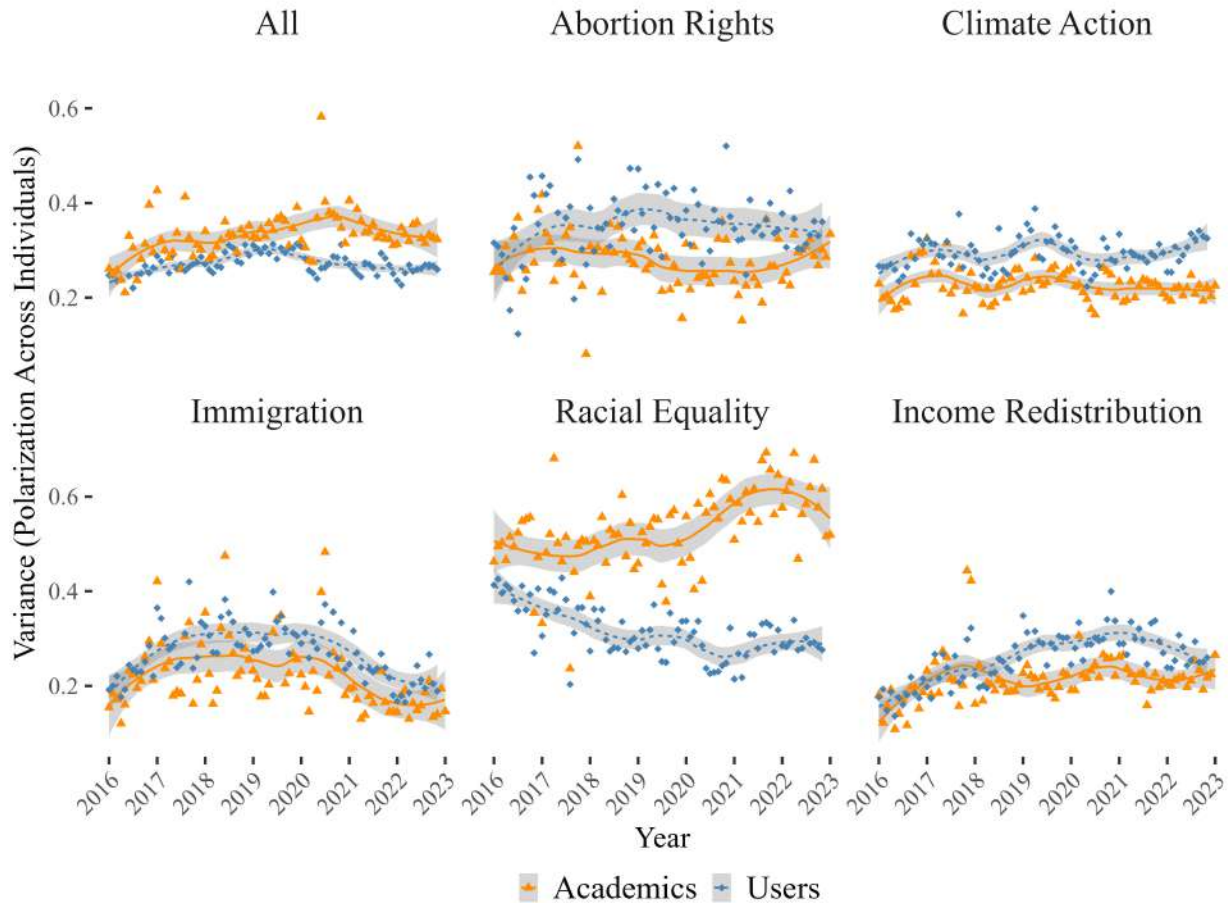 All Abortion Rights Climate Action
0.6
0.4
0.2
Variance (Polarization Across Individuals)
Immigration Racial Equality Income Redistribution
0.6
0.4
0.2
2016 2017 2018 2019 2020 2021 2022 2023 2016 2017 2018 2019 2020 2021 2022 2023 2016 2017 2018 2019 2020 2021 2022 2023
Year
Academics Users